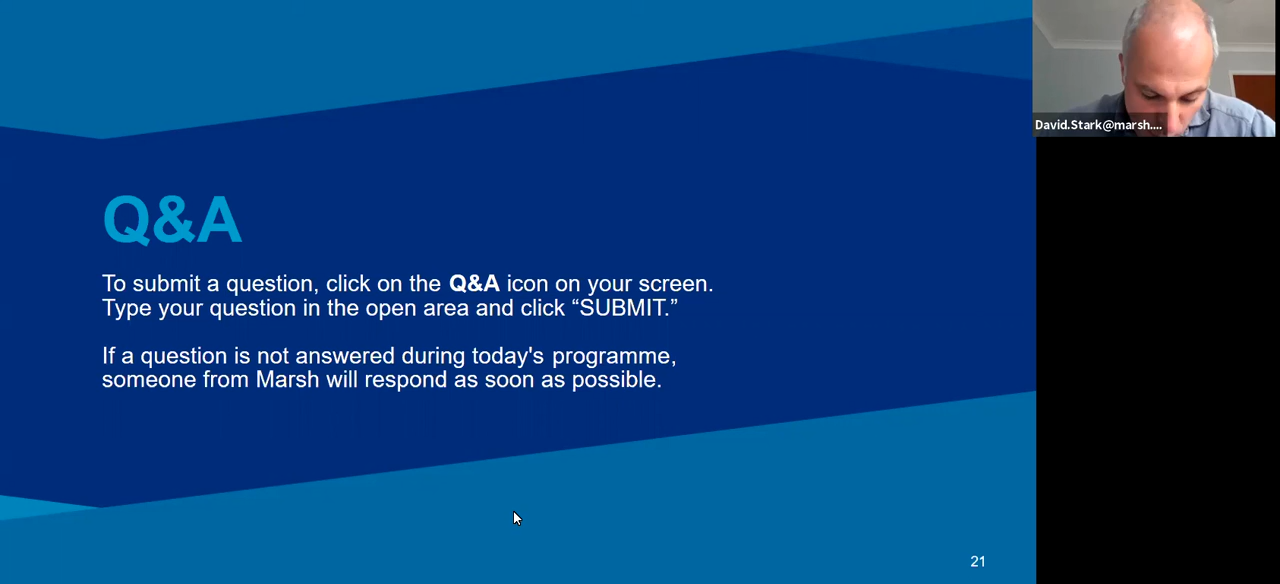 Q&A
To submit a question, click on the Q&A icon on your screen.
Type your question in the open area and click “SUBMIT.”
If a question is not answered during today's programme,
someone from Marsh will respond as soon as possible.
21
David.Stark@marsh....